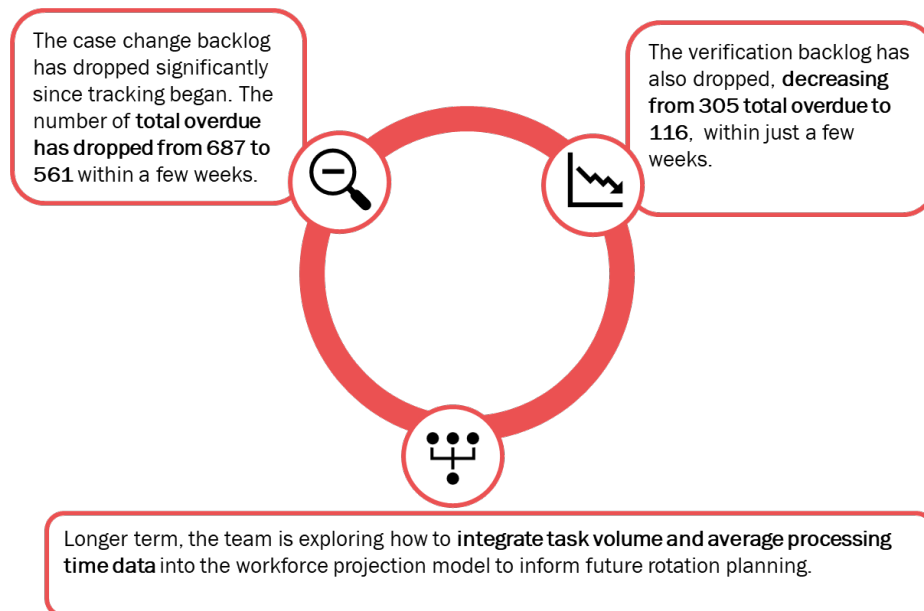 The case change backlog
has dropped significantly
since tracking began. The
number of total overdue
has dropped from 687 to
561 within a few weeks.
The verification backlog has
also dropped, decreasing
from 305 total overdue to
116, within just a few
weeks.
Longer term, the team is exploring how to integrate task volume and average processing
time data into the workforce projection model to inform future rotation planning.